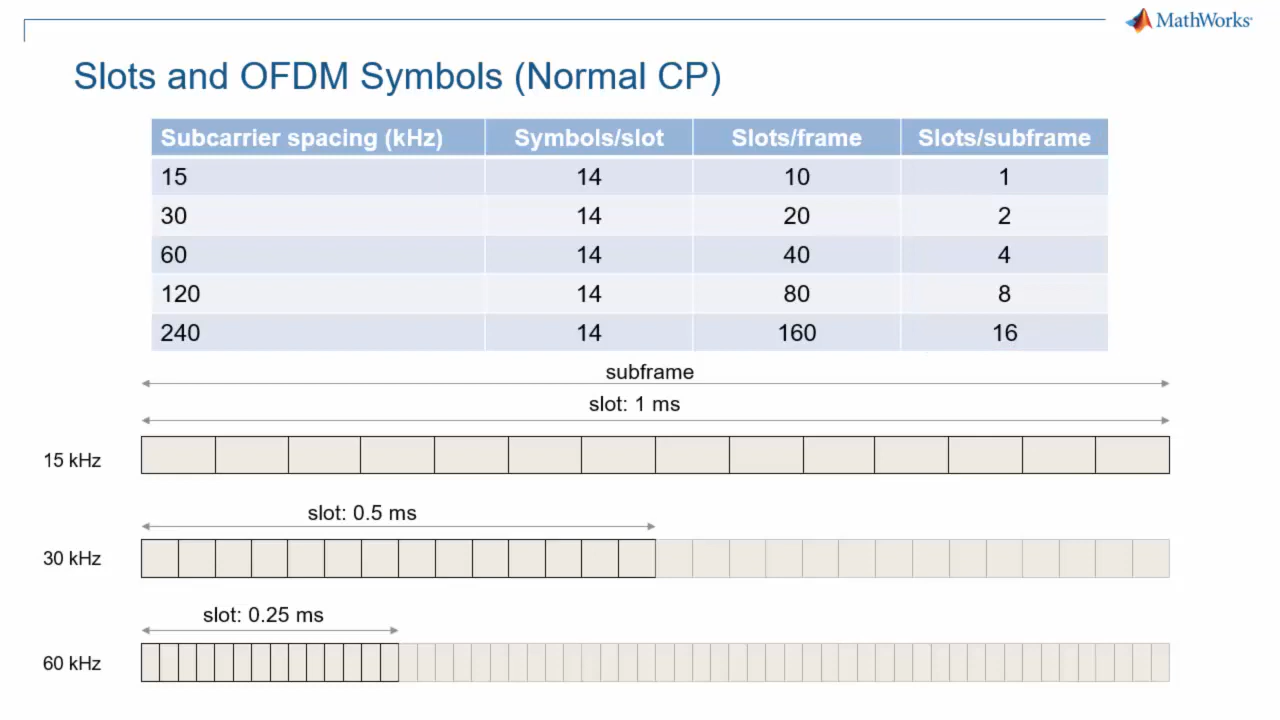 MathWorks
Slots and OFDM Symbols (Normal CP)
Subcarrier spacing (kHz) Symbols/slot Slots/frame Slots/subframe
15 14 10 1
30 14 20 2
60 14 40 4
120 14 80 8
240 14 160 16
subframe
slot: 1 ms
15 kHz
slot: 0.5 ms
30 kHz
slot: 0.25 ms
60 kHz